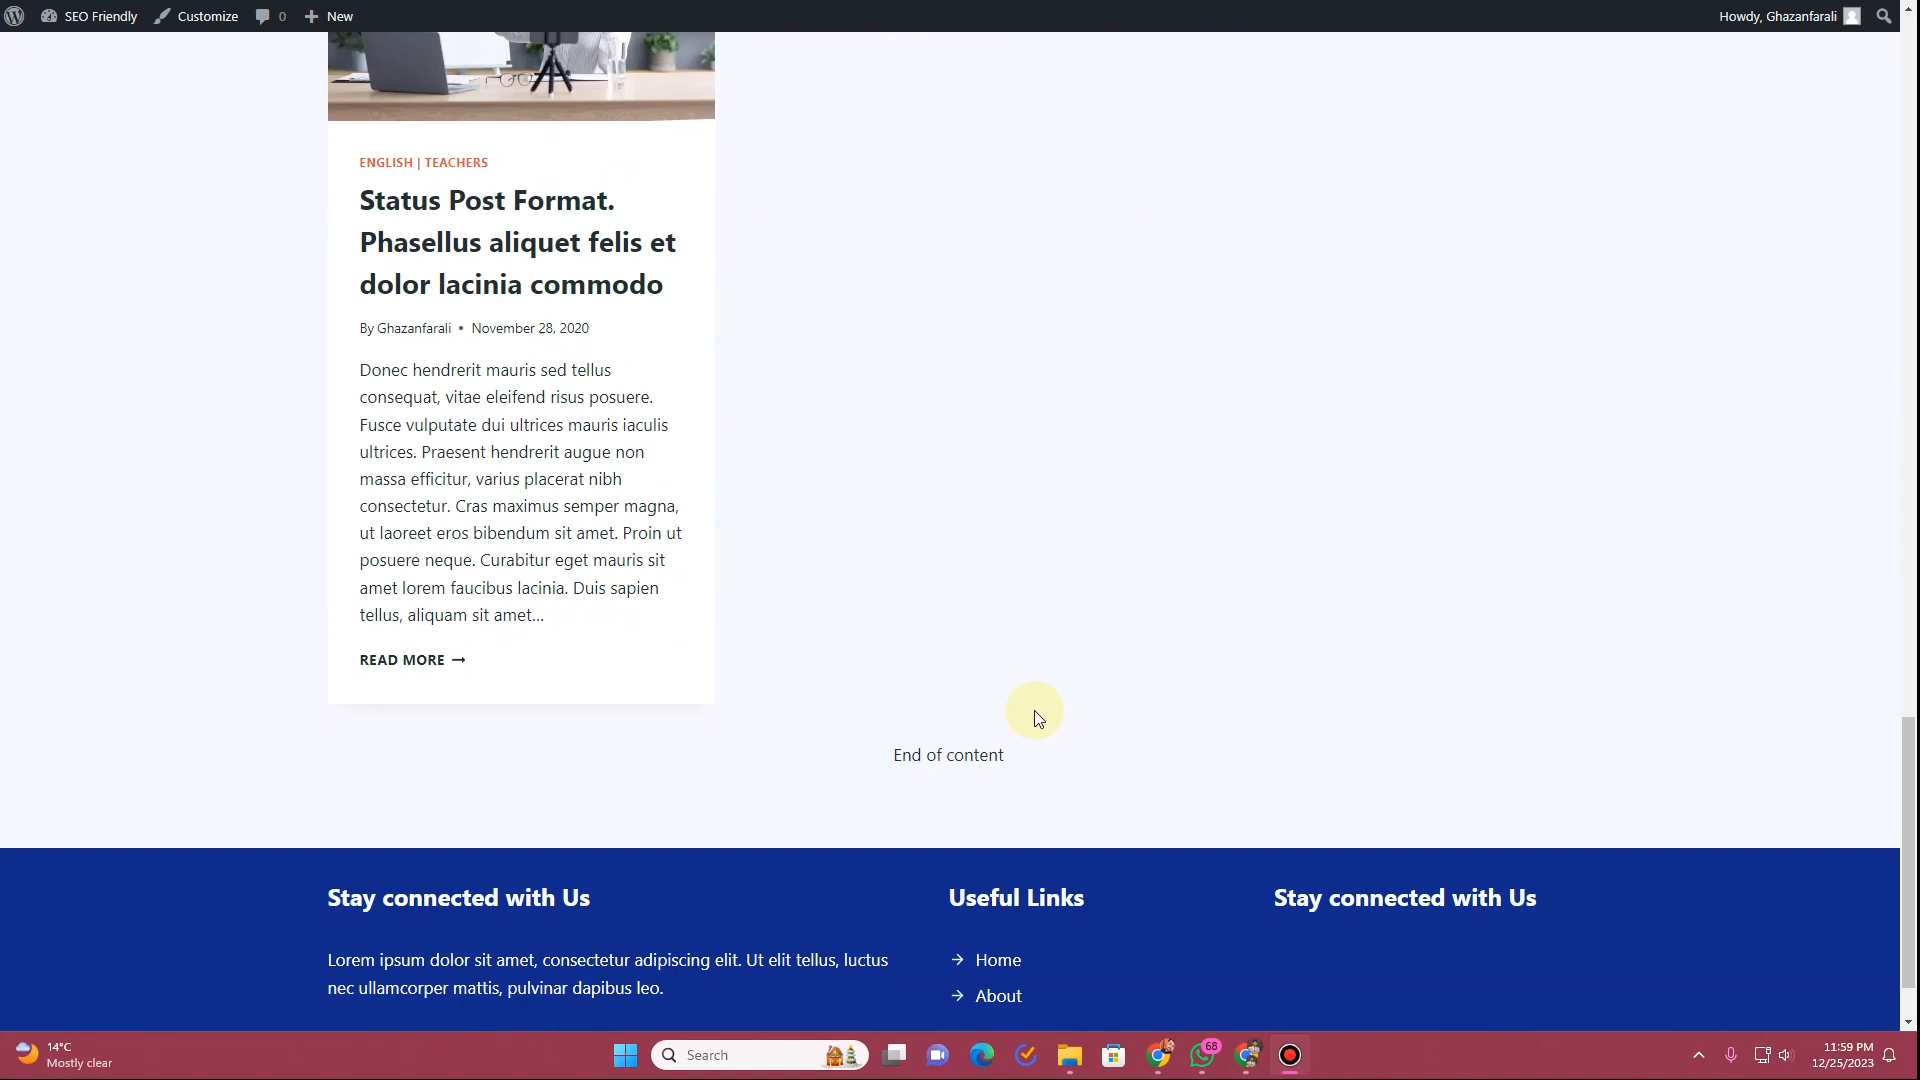 SEO Friendly Customize 0 New Howdy, Ghazanfarali
ENGLISH | TEACHERS
Status Post Format.
Phasellus aliquet felis et
dolor lacinia commodo
By Ghazanfarali • November 28, 2020
Donec hendrerit mauris sed tellus
consequat, vitae eleifend risus posuere.
Fusce vulputate dui ultrices mauris iaculis
ultrices. Praesent hendrerit augue non
massa efficitur, varius placerat nibh
consectetur. Cras maximus semper magna,
ut laoreet eros bibendum sit amet. Proin ut
posuere neque. Curabitur eget mauris sit
amet lorem faucibus lacinia. Duis sapien
tellus, aliquam sit amet...
READ MORE →
End of content
Stay connected with Us
Lorem ipsum dolor sit amet, consectetur adipiscing elit. Ut elit tellus, luctus
nec ullamcorper mattis, pulvinar dapibus leo.
Useful Links
→ Home
→ About
Stay connected with Us
14°C
Mostly clear
Search
68
11:59 PM
12/25/2023